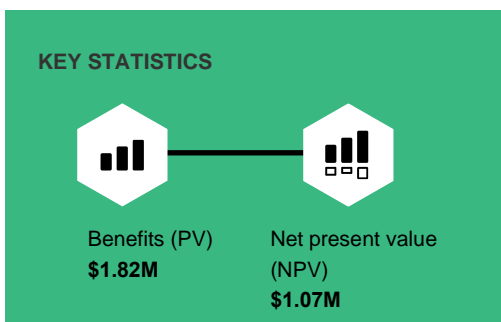 KEY STATISTICS
Benefits (PV)
$1.82M
Net present value
(NPV)
$1.07M